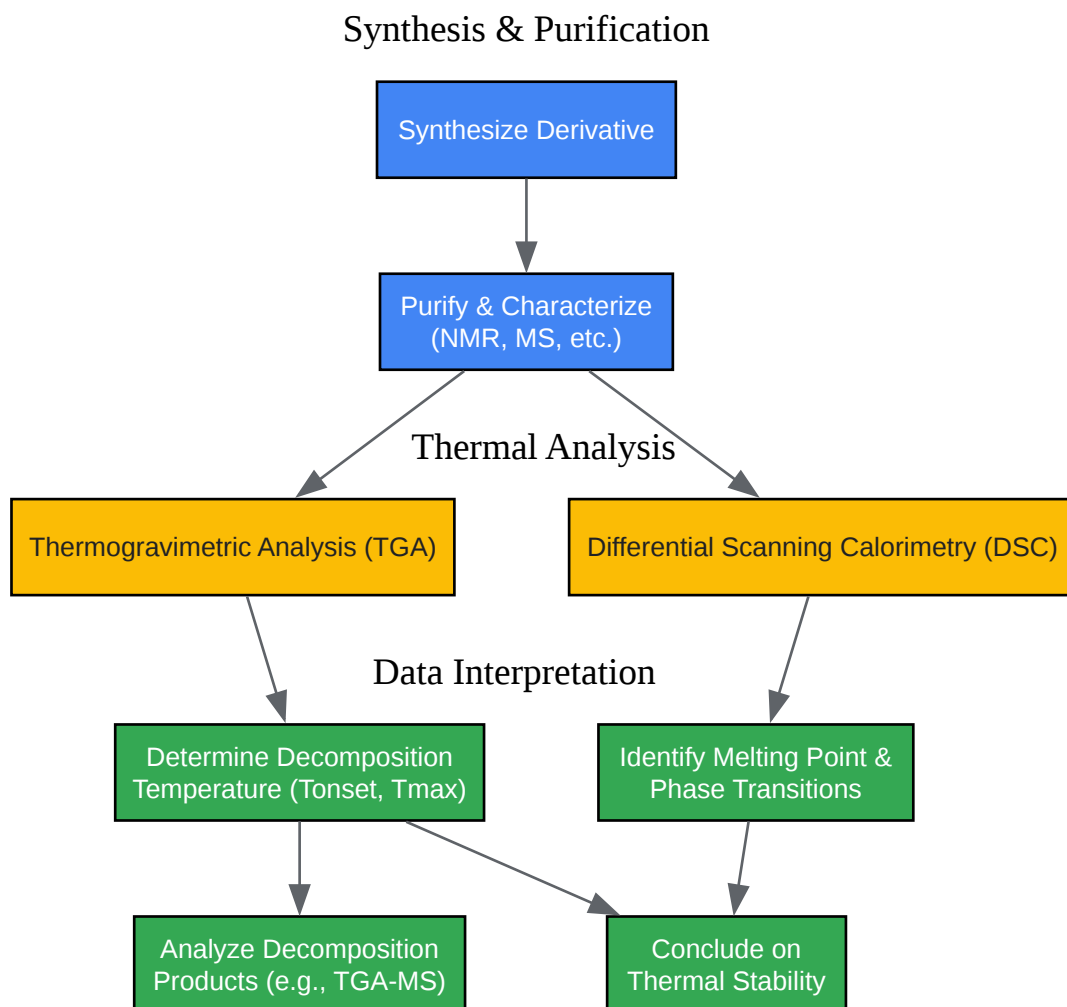 Synthesis & Purification
Synthesize Derivative
Purify & Characterize
(NMR, MS, etc.)
Thermal Analysis
Thermogravimetric Analysis (TGA)
Differential Scanning Calorimetry (DSC)
Data Interpretation
Determine Decomposition
Temperature (Tonset, Tmax)
Identify Melting Point &
Phase Transitions
Analyze Decomposition
Products (e.g., TGA-MS)
Conclude on
Thermal Stability